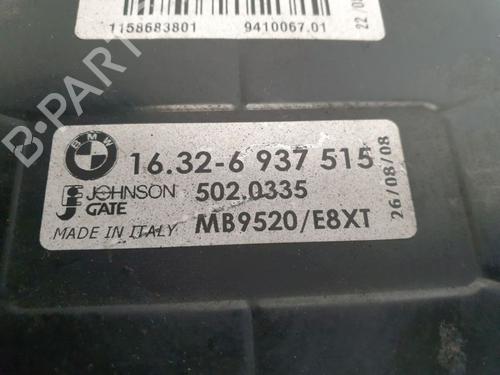 1158683801 9410067.01 22/08
B-PARTS
BMW
16.32-6 937 515
JOHNSON GATE
502.0335
MADE IN ITALY
MB9520/E8XT
26/08/08